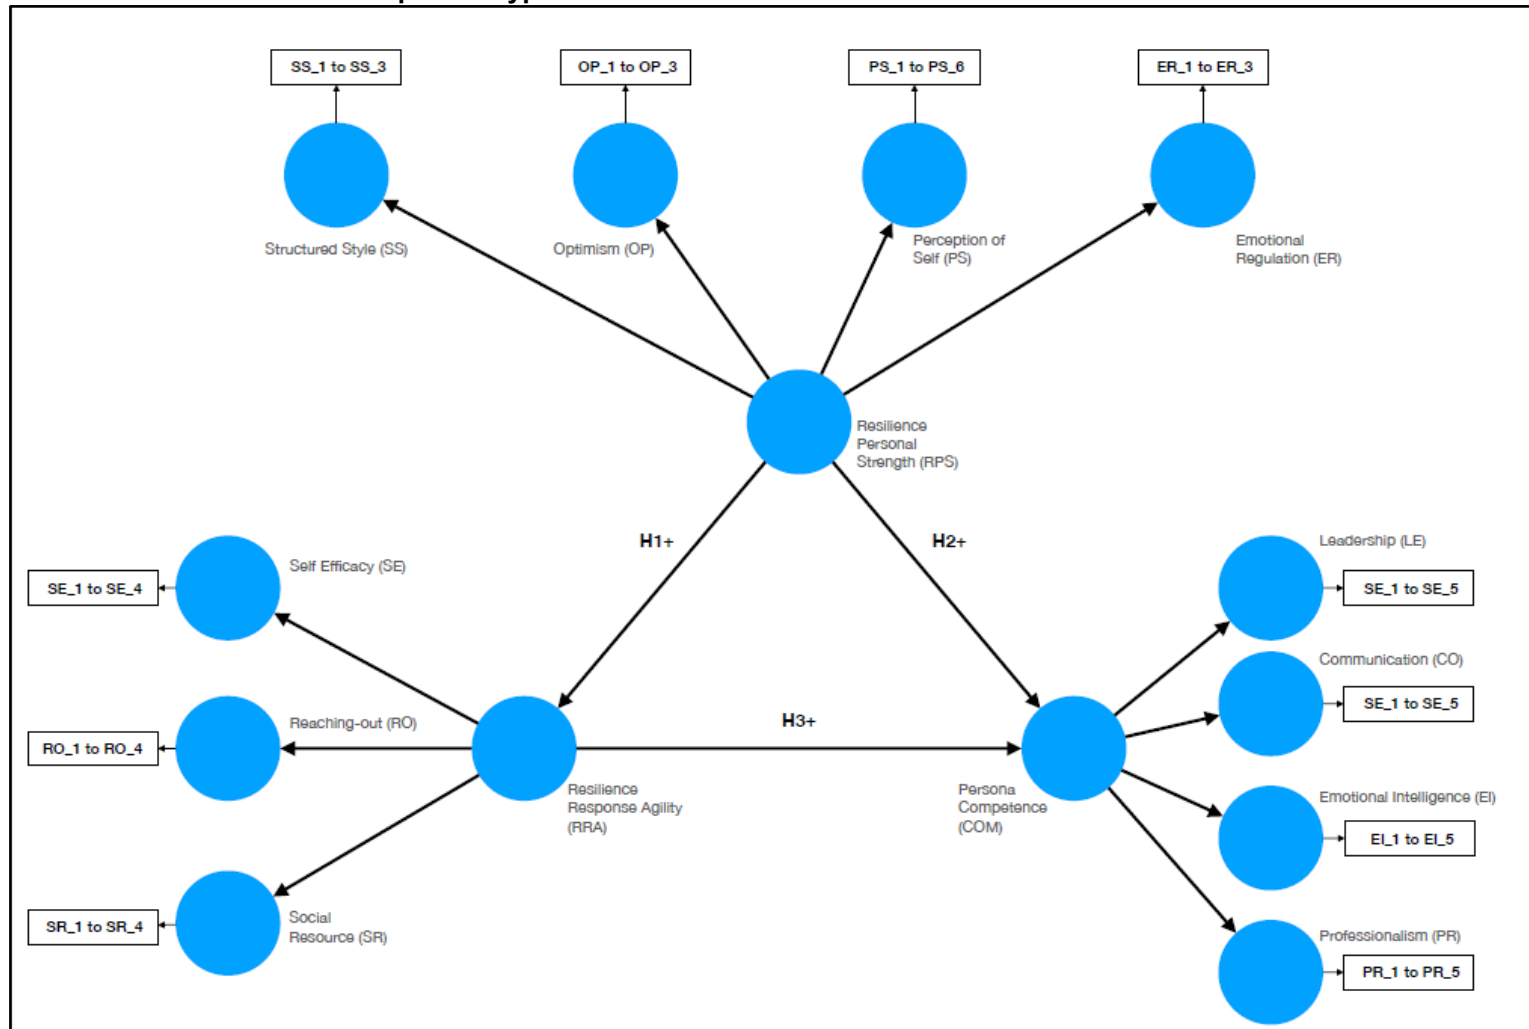 SS_1 to SS_3
OP_1 to OP_3
PS_1 to PS_6
ER_1 to ER_3
Structured Style (SS)
Optimism (OP)
Perception of
Self (PS)
Emotional
Regulation (ER)
Resilience
Personal
Strength (RPS)
H1+
H2+
Self Efficacy (SE)
SE_1 to SE_4
Leadership (LE)
SE_1 to SE_5
Communication (CO)
SE_1 to SE_5
Reaching-out (RO)
RO_1 to RO_4
H3+
Resilience
Response Agility
(RRA)
Persona
Competence
(COM)
Emotional Intelligence (EI)
EI_1 to EI_5
Social
Resource (SR)
SR_1 to SR_4
Professionalism (PR)
PR_1 to PR_5